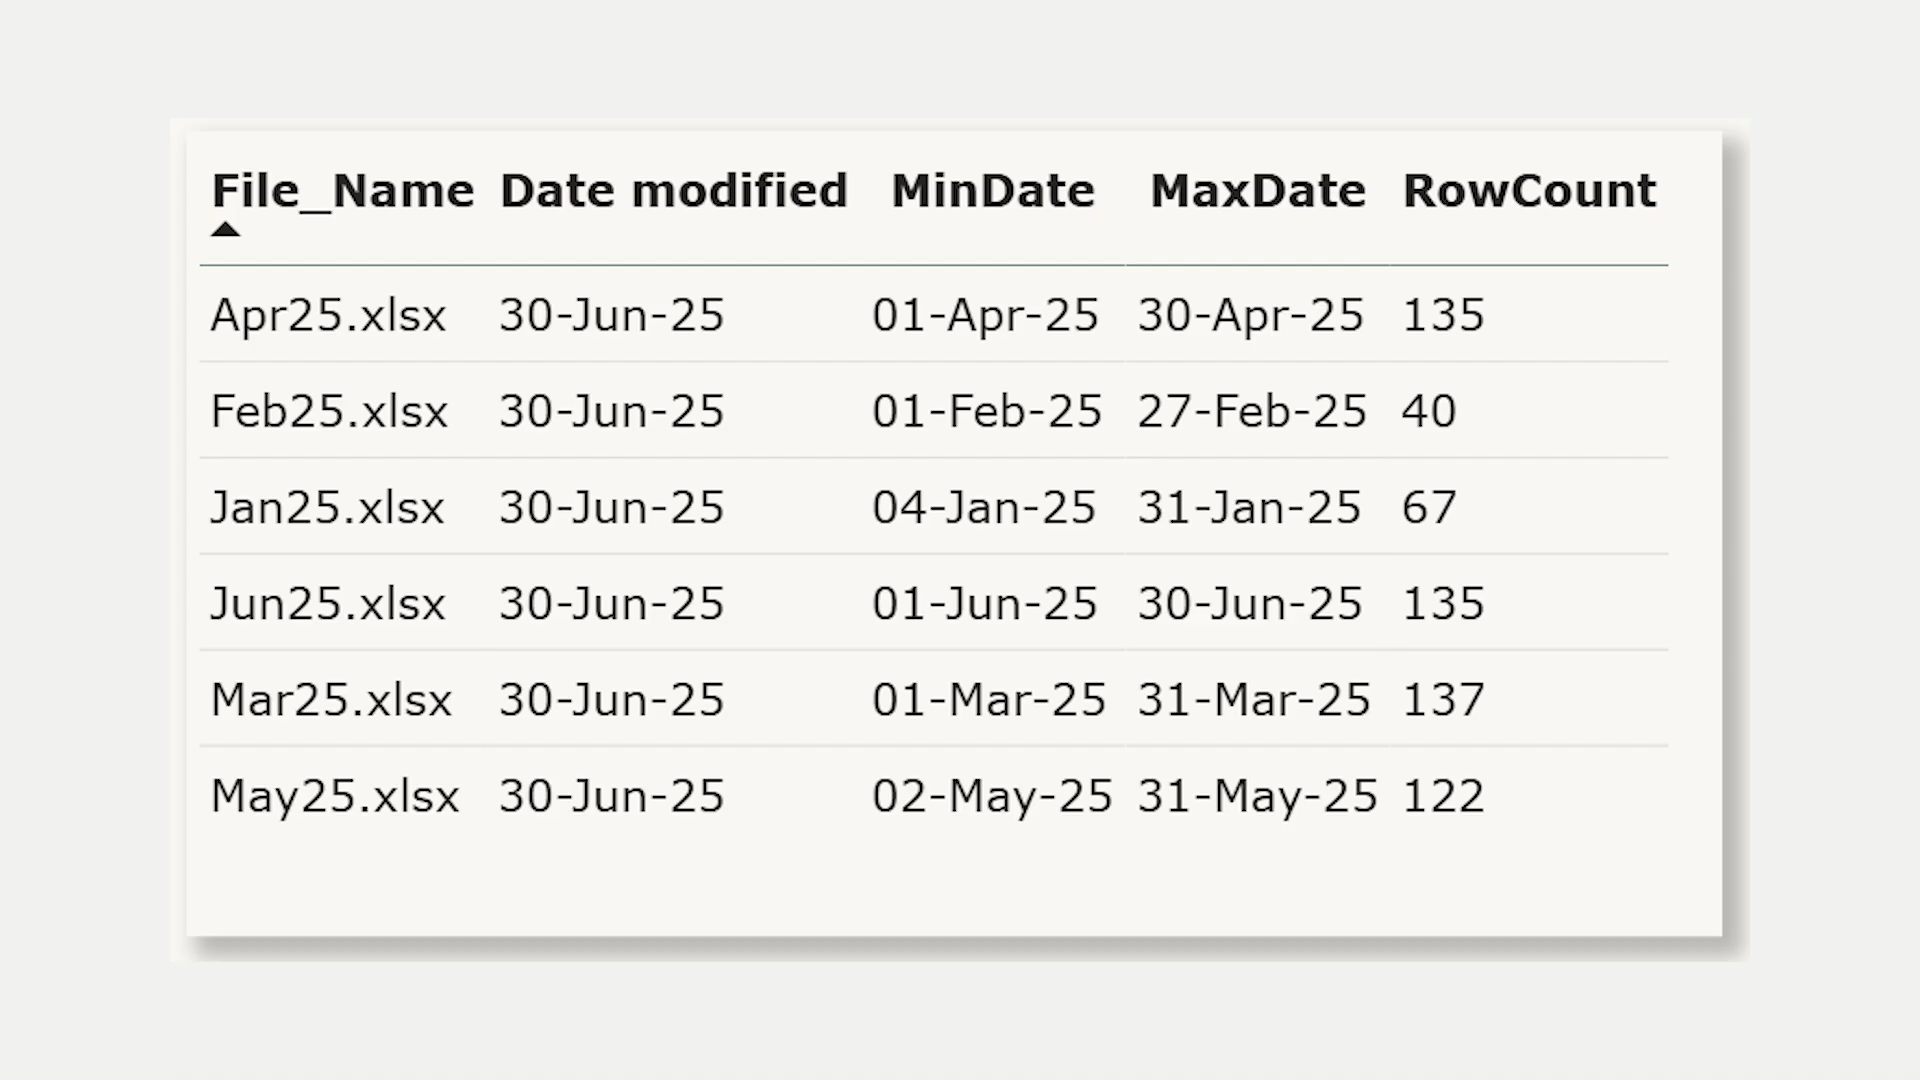 File_Name Date modified MinDate MaxDate RowCount
Apr25.xlsx 30-Jun-25 01-Apr-25 30-Apr-25 135
Feb25.xlsx 30-Jun-25 01-Feb-25 27-Feb-25 40
Jan25.xlsx 30-Jun-25 04-Jan-25 31-Jan-25 67
Jun25.xlsx 30-Jun-25 01-Jun-25 30-Jun-25 135
Mar25.xlsx 30-Jun-25 01-Mar-25 31-Mar-25 137
May25.xlsx 30-Jun-25 02-May-25 31-May-25 122